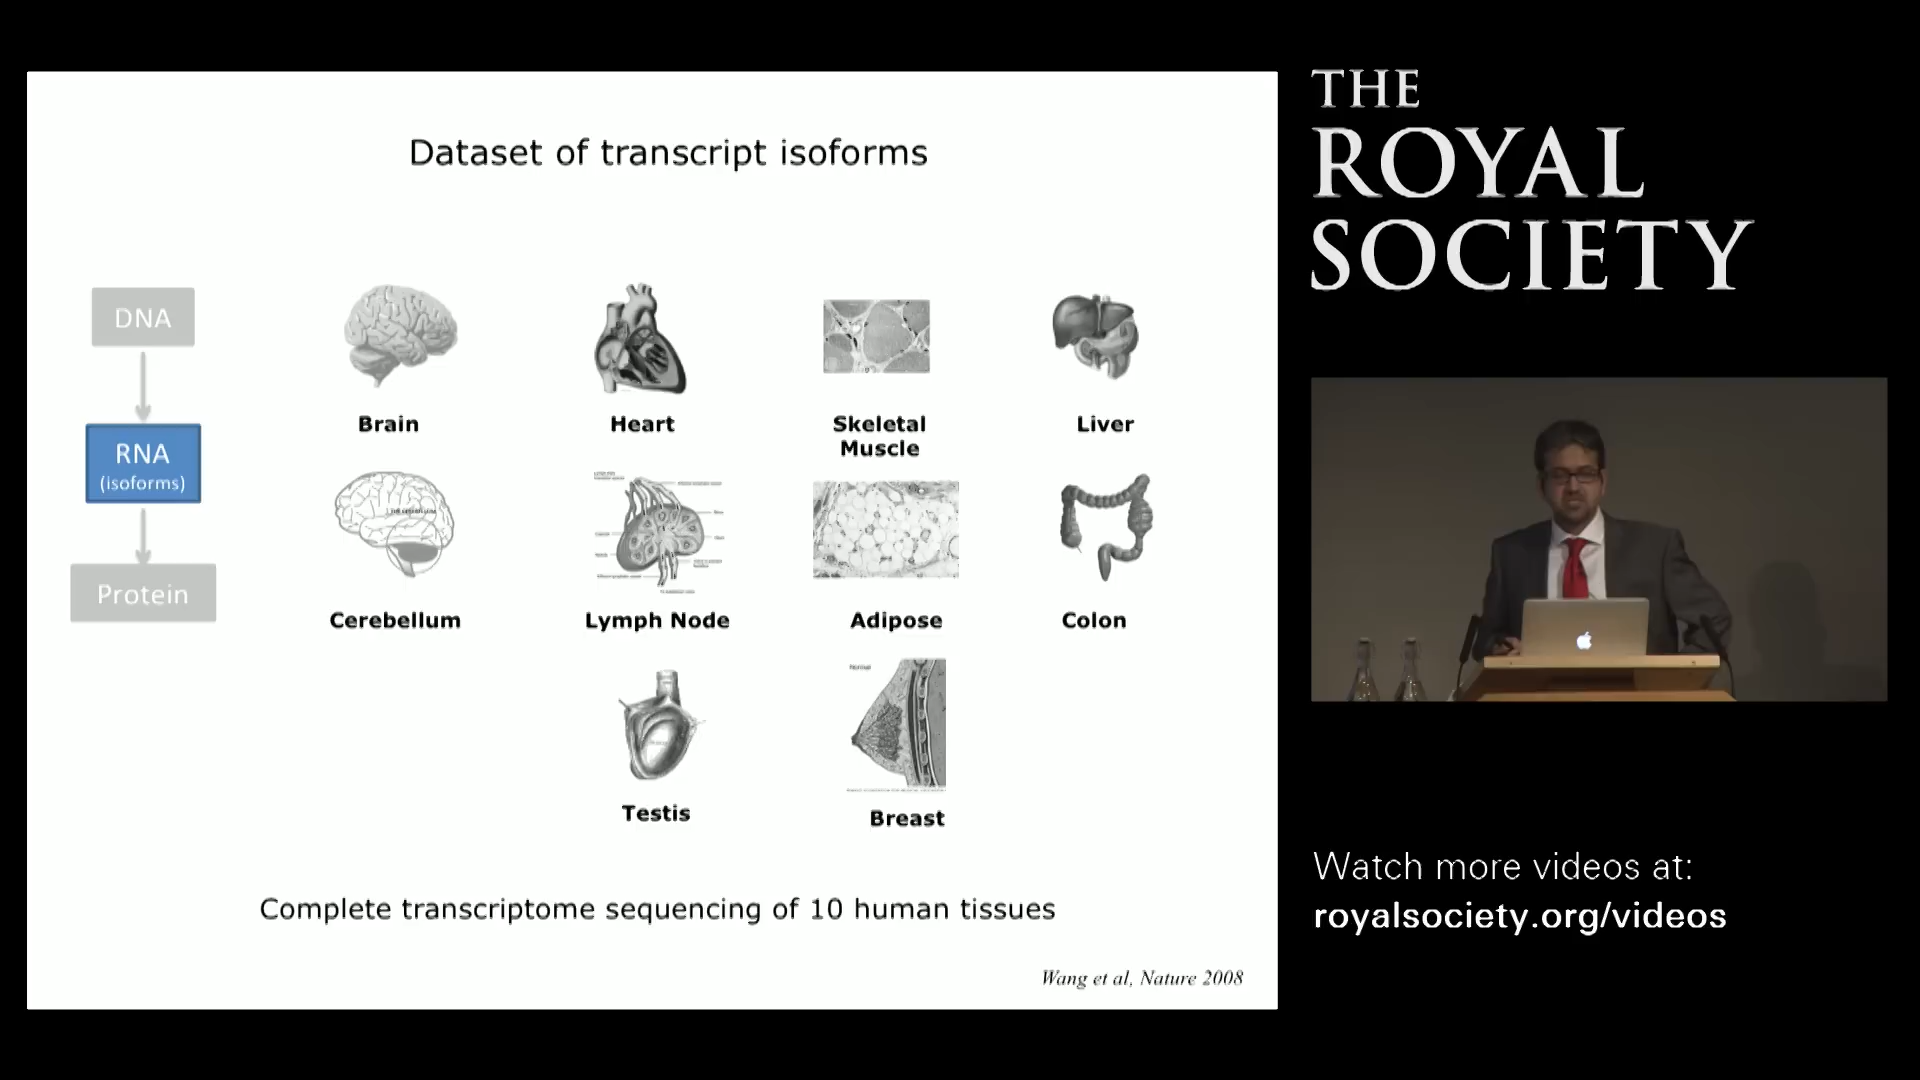 Dataset of transcript isoforms
DNA
RNA
(isoforms)
Protein
Brain
Heart
Skeletal
Muscle
Liver
Cerebellum
Lymph Node
Adipose
Colon
Normal
Testis
Breast
Complete transcriptome sequencing of 10 human tissues
Wang et al, Nature 2008
THE
ROYAL
SOCIETY
Watch more videos at:
royalsociety.org/videos